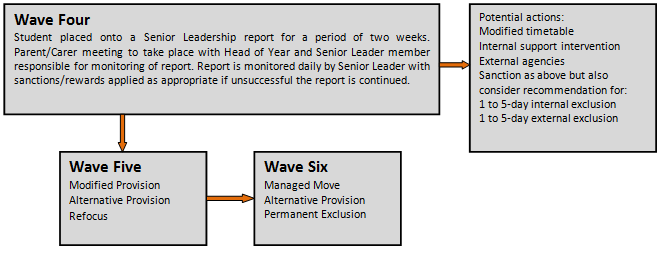 Wave Four
Student placed onto a Senior Leadership report for a period of two weeks.
Parent/Carer meeting to take place with Head of Year and Senior Leader member
responsible for monitoring of report. Report is monitored daily by Senior Leader with
sanctions/rewards applied as appropriate if unsuccessful the report is continued.
Potential actions:
Modified timetable
Internal support intervention
External agencies
Sanction as above but also
consider recommendation for:
1 to 5-day internal exclusion
1 to 5-day external exclusion
Wave Five
Modified Provision
Alternative Provision
Refocus
Wave Six
Managed Move
Alternative Provision
Permanent Exclusion